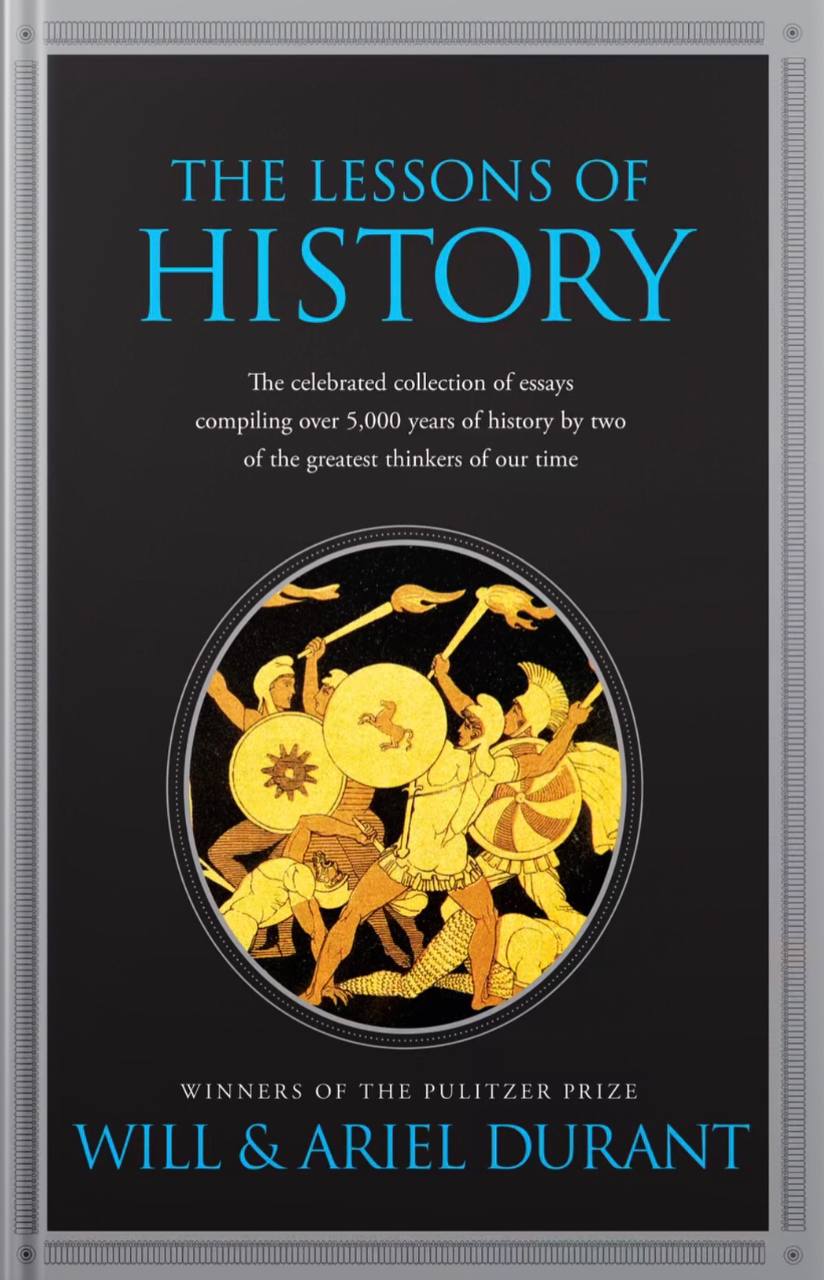 THE LESSONS OF
HISTORY
The celebrated collection of essays
compiling over 5,000 years of history by two
of the greatest thinkers of our time
WINNERS OF THE PULITZER PRIZE
WILL & ARIEL DURANT